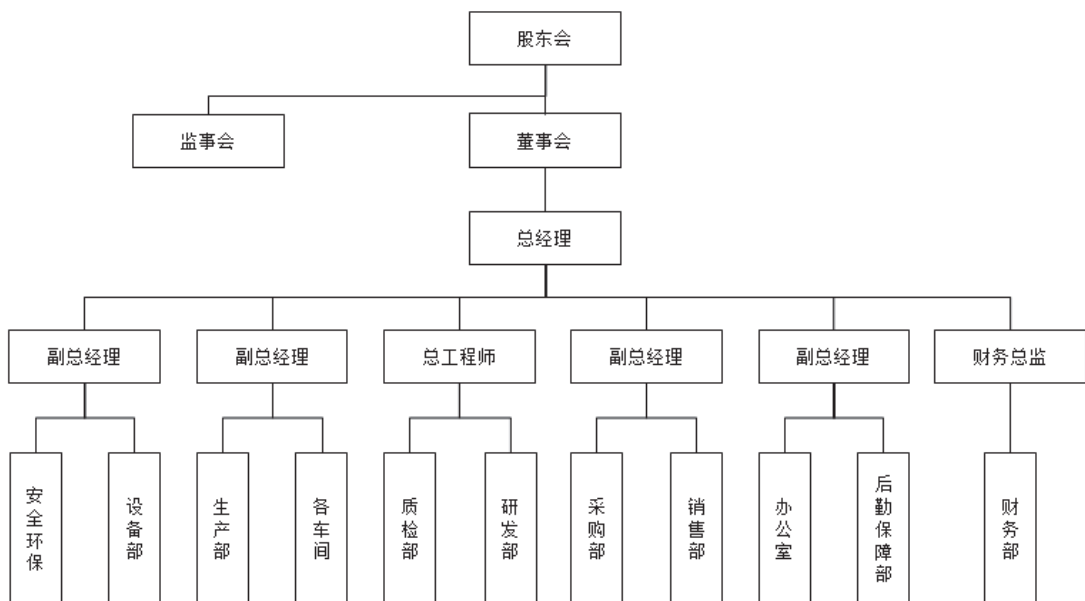 股东会
监事会
董事会
总经理
副总经理
副总经理
总工程师
副总经理
副总经理
财务总监
安全环保
设备部
生产部
各车间
质检部
研发部
采购部
销售部
办公室
后勤保障部
财务部